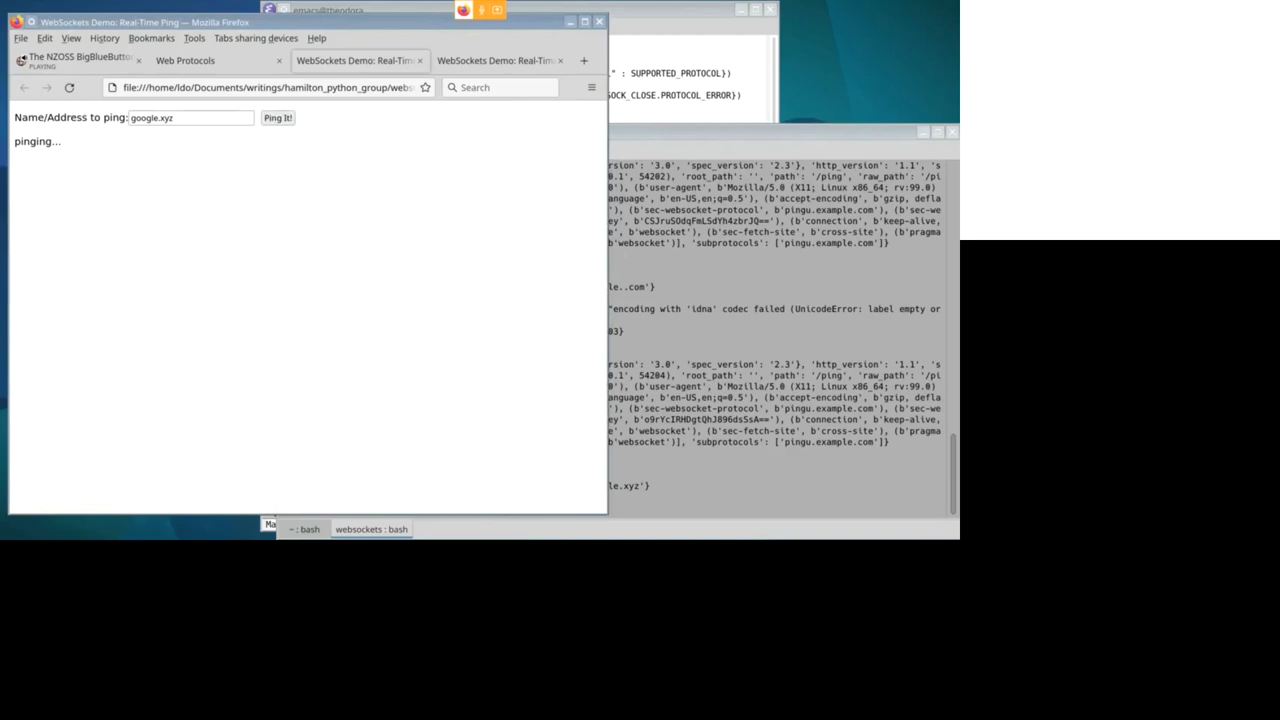 emacs@theodora
WebSockets Demo: Real-Time Ping — Mozilla Firefox
File Edit View History Bookmarks Tools Tabs sharing devices Help
The NZOSS BigBlueButto
PLAYING
Web Protocols
WebSockets Demo: Real-Tim
WebSockets Demo: Real-Tim
file:///home/ldo/Documents/writings/hamilton_python_group/webs
Search
Name/Address to ping: google.xyz Ping It!
pinging...
." : SUPPORTED_PROTOCOL})
OCK_CLOSE.PROTOCOL_ERROR})
rsion': '3.0', 'spec_version': '2.3'}, 'http_version': '1.1', 's
0.1', 54202), 'root_path': '', 'path': '/ping', 'raw_path': '/pi
0'), (b'user-agent', b'Mozilla/5.0 (X11; Linux x86_64; rv:99.0)
anguage', b'en-US,en;q=0.5'), (b'accept-encoding', b'gzip, defla
'), (b'sec-websocket-protocol', b'pingu.example.com'), (b'sec-we
ey', b'CSJruSOdqFmLSdYh4zbrJQ=='), (b'connection', b'keep-alive,
e', b'websocket'), (b'sec-fetch-site', b'cross-site'), (b'pragma
b'websocket')], 'subprotocols': ['pingu.example.com']}
le..com'}
"encoding with 'idna' codec failed (UnicodeError: label empty or
03}
rsion': '3.0', 'spec_version': '2.3'}, 'http_version': '1.1', 's
0.1', 54204), 'root_path': '', 'path': '/ping', 'raw_path': '/pi
0'), (b'user-agent', b'Mozilla/5.0 (X11; Linux x86_64; rv:99.0)
anguage', b'en-US,en;q=0.5'), (b'accept-encoding', b'gzip, defla
'), (b'sec-websocket-protocol', b'pingu.example.com'), (b'sec-we
ey', b'o9rYcIRHDgtQhJ896dsSsA=='), (b'connection', b'keep-alive,
e', b'websocket'), (b'sec-fetch-site', b'cross-site'), (b'pragma
b'websocket')], 'subprotocols': ['pingu.example.com']}
le.xyz'}
Ma
~ : bash
websockets : bash